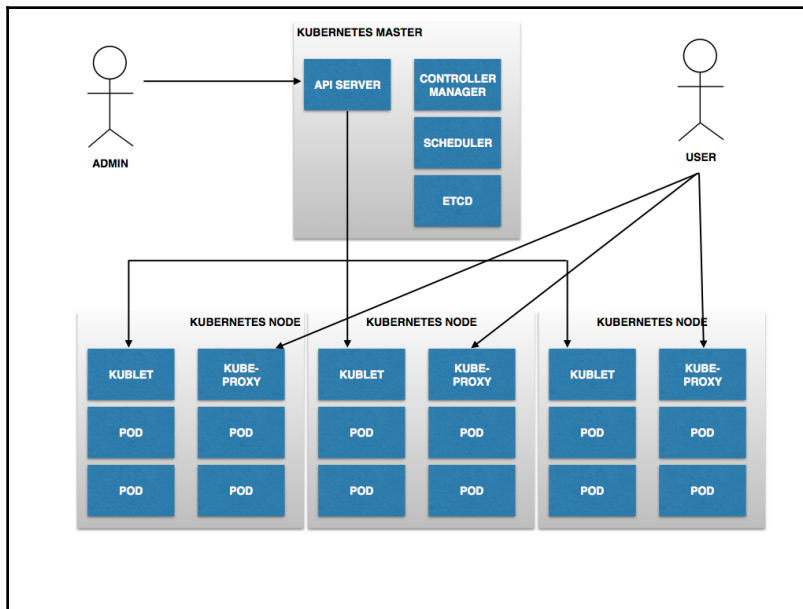 KUBERNETES MASTER
API SERVER
CONTROLLER
MANAGER
SCHEDULER
ETCD
ADMIN
USER
KUBERNETES NODE
KUBLET
KUBE-
PROXY
POD
POD
POD
POD
KUBERNETES NODE
KUBLET
KUBE-
PROXY
POD
POD
POD
POD
KUBERNETES NODE
KUBLET
KUBE-
PROXY
POD
POD
POD
POD